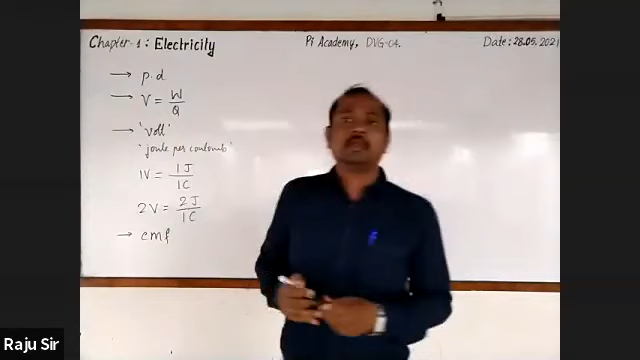 Chapter-1: Electricity
Pi Academy, DVG-04.
Date: 28.05.2021
→ p.d
→ V = W/Q
→ 'volt'
'joule per coulomb'
1V = 1J/1C
2V = 2J/1C
→ emf
Raju Sir